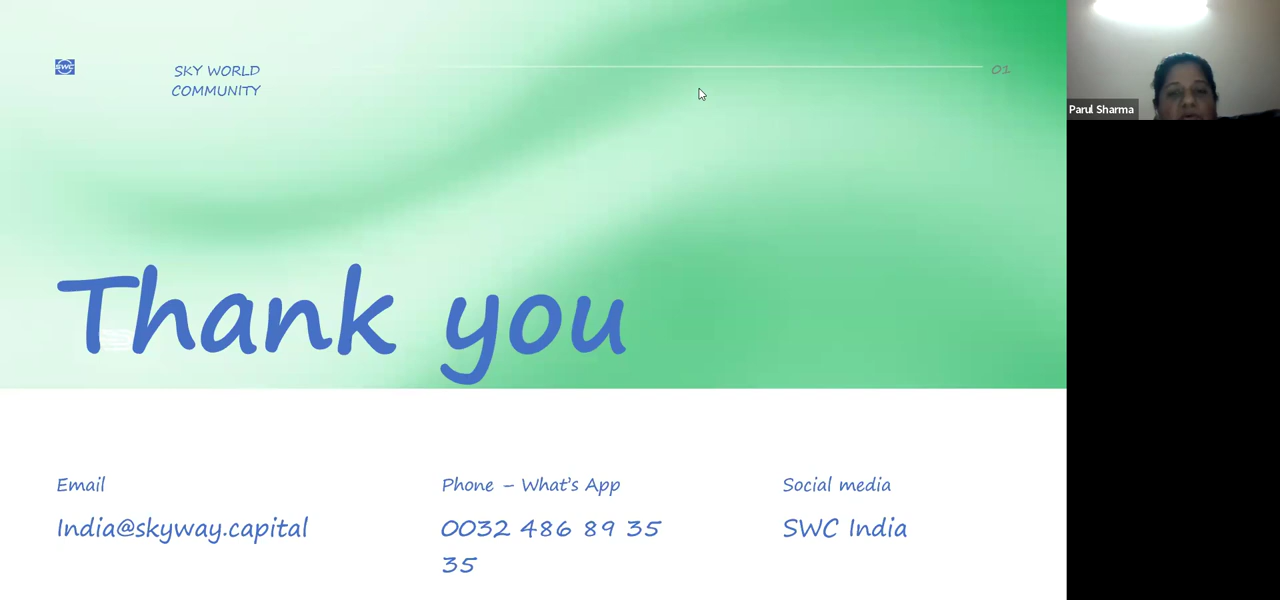 SWC
SKY WORLD
COMMUNITY
01
Parul Sharma
Thank you
Email
India@skyway.capital
Phone – What's App
0032 486 89 35
35
Social media
SWC India